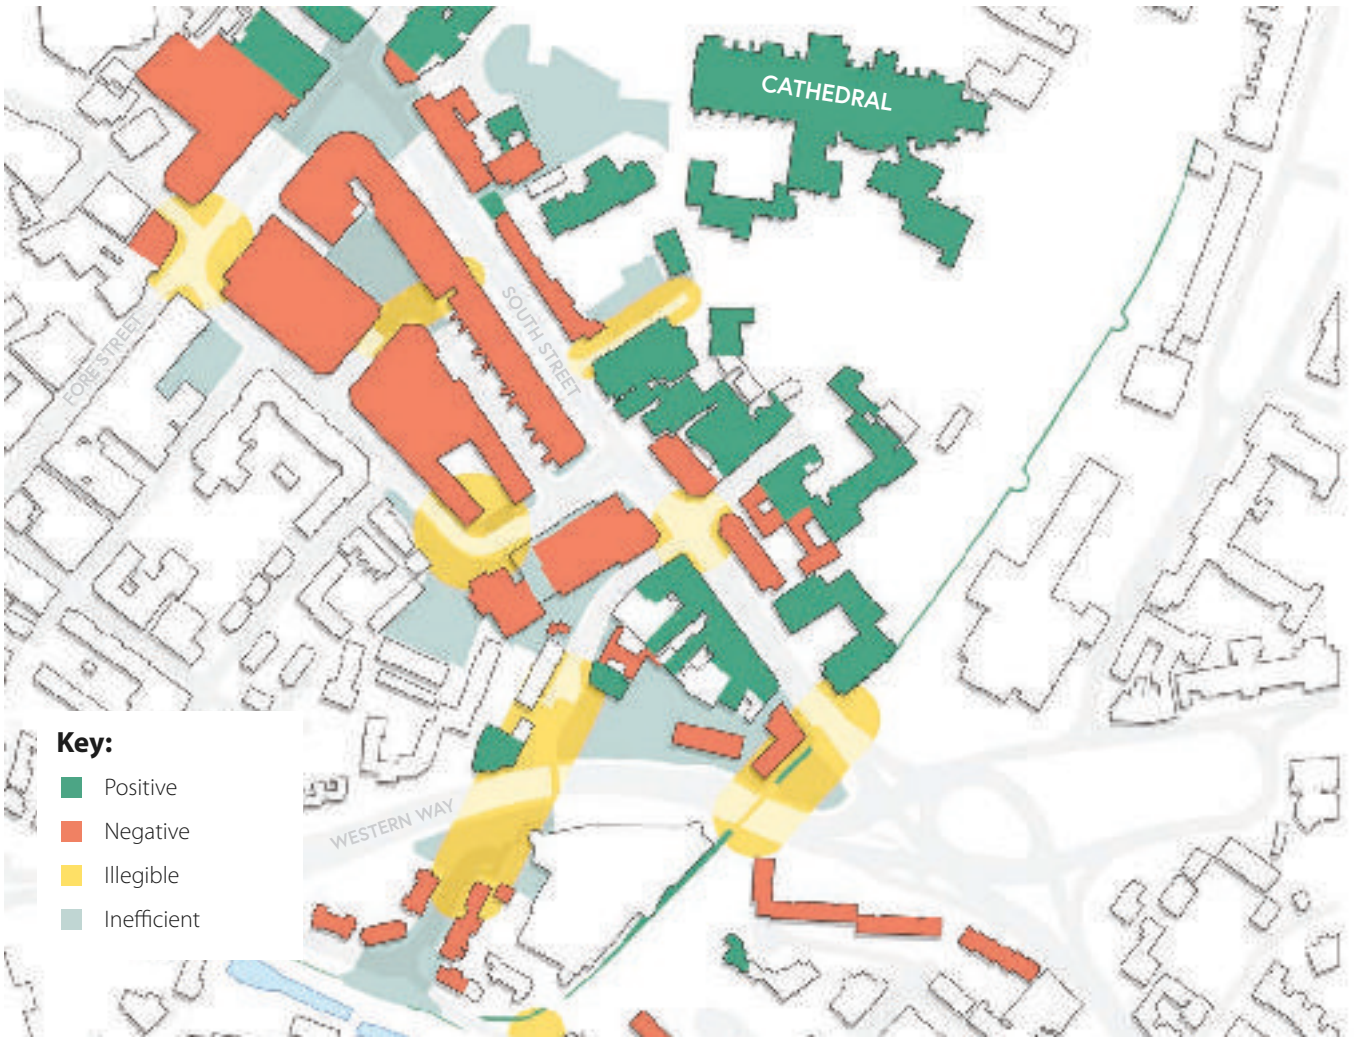 CATHEDRAL
SOUTH STREET
FORE STREET
WESTERN WAY
Key:
Positive
Negative
Illegible
Inefficient